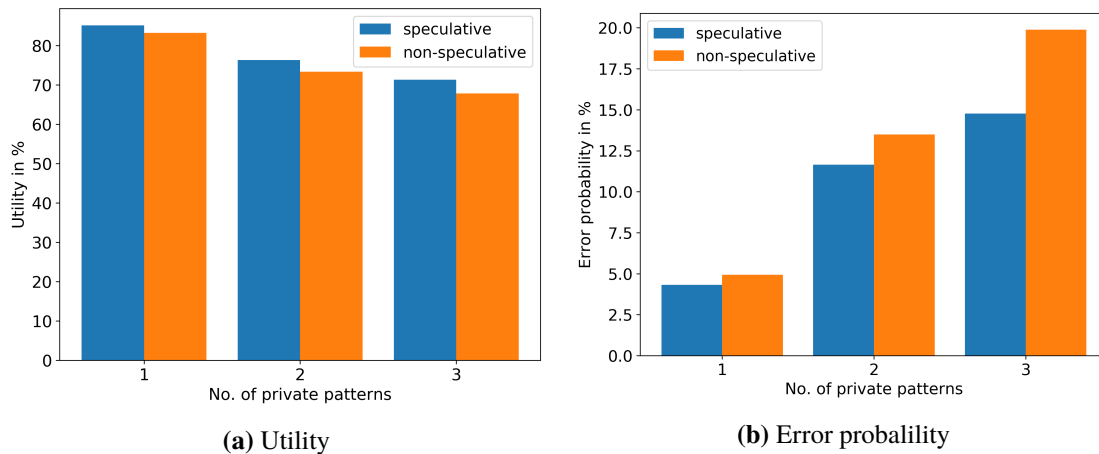 speculative
non-speculative
80
70
60
50
40
30
20
10
0
Utility in %
1 2 3
No. of private patterns
(a) Utility
speculative
non-speculative
20.0
17.5
15.0
12.5
10.0
7.5
5.0
2.5
0.0
Error probability in %
1 2 3
No. of private patterns
(b) Error probalility